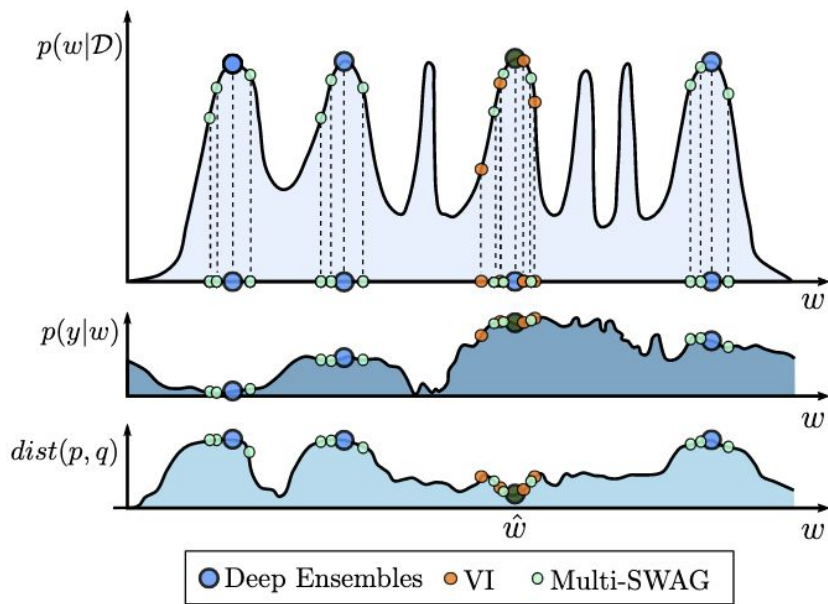 p(w|𝒟)
w
p(y|w)
w
dist(p, q)
ŵ
w
Deep Ensembles VI Multi-SWAG